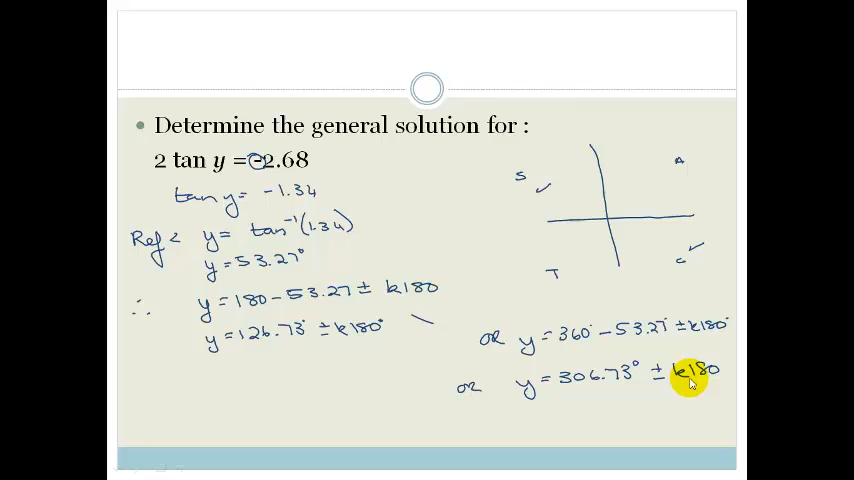 • Determine the general solution for :
2 tan y = -2.68
tan y = -1.34
Ref < y = tan⁻¹(1.34)
y = 53.27°
∴ y = 180 - 53.27 ± k180
y = 126.73° ± k180°
S A
T C
or y = 360° - 53.27° ± k180°
or y = 306.73° ± k180